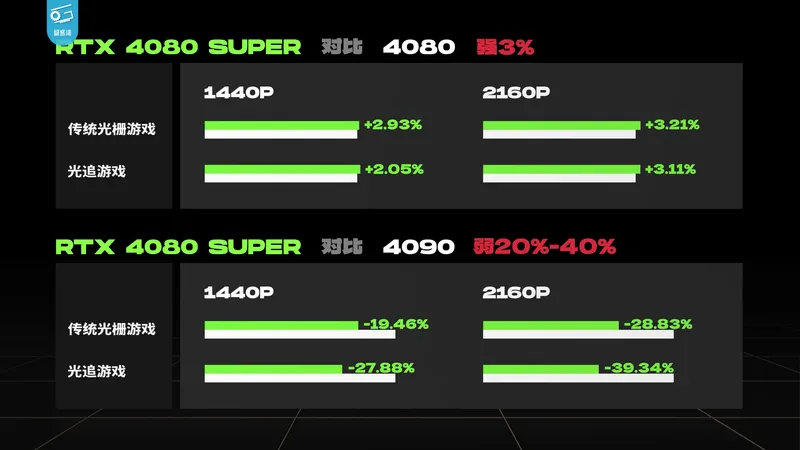 极客湾
RTX 4080 SUPER 对比 4080 强3%
1440P 2160P
传统光栅游戏 +2.93% +3.21%
光追游戏 +2.05% +3.11%
RTX 4080 SUPER 对比 4090 弱20%-40%
1440P 2160P
传统光栅游戏 -19.46% -28.83%
光追游戏 -27.88% -39.34%